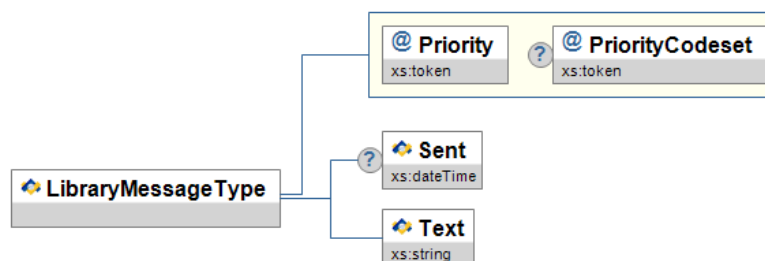 @ Priority
xs:token
? @ PriorityCodeset
xs:token
? Sent
xs:dateTime
LibraryMessageType
Text
xs:string